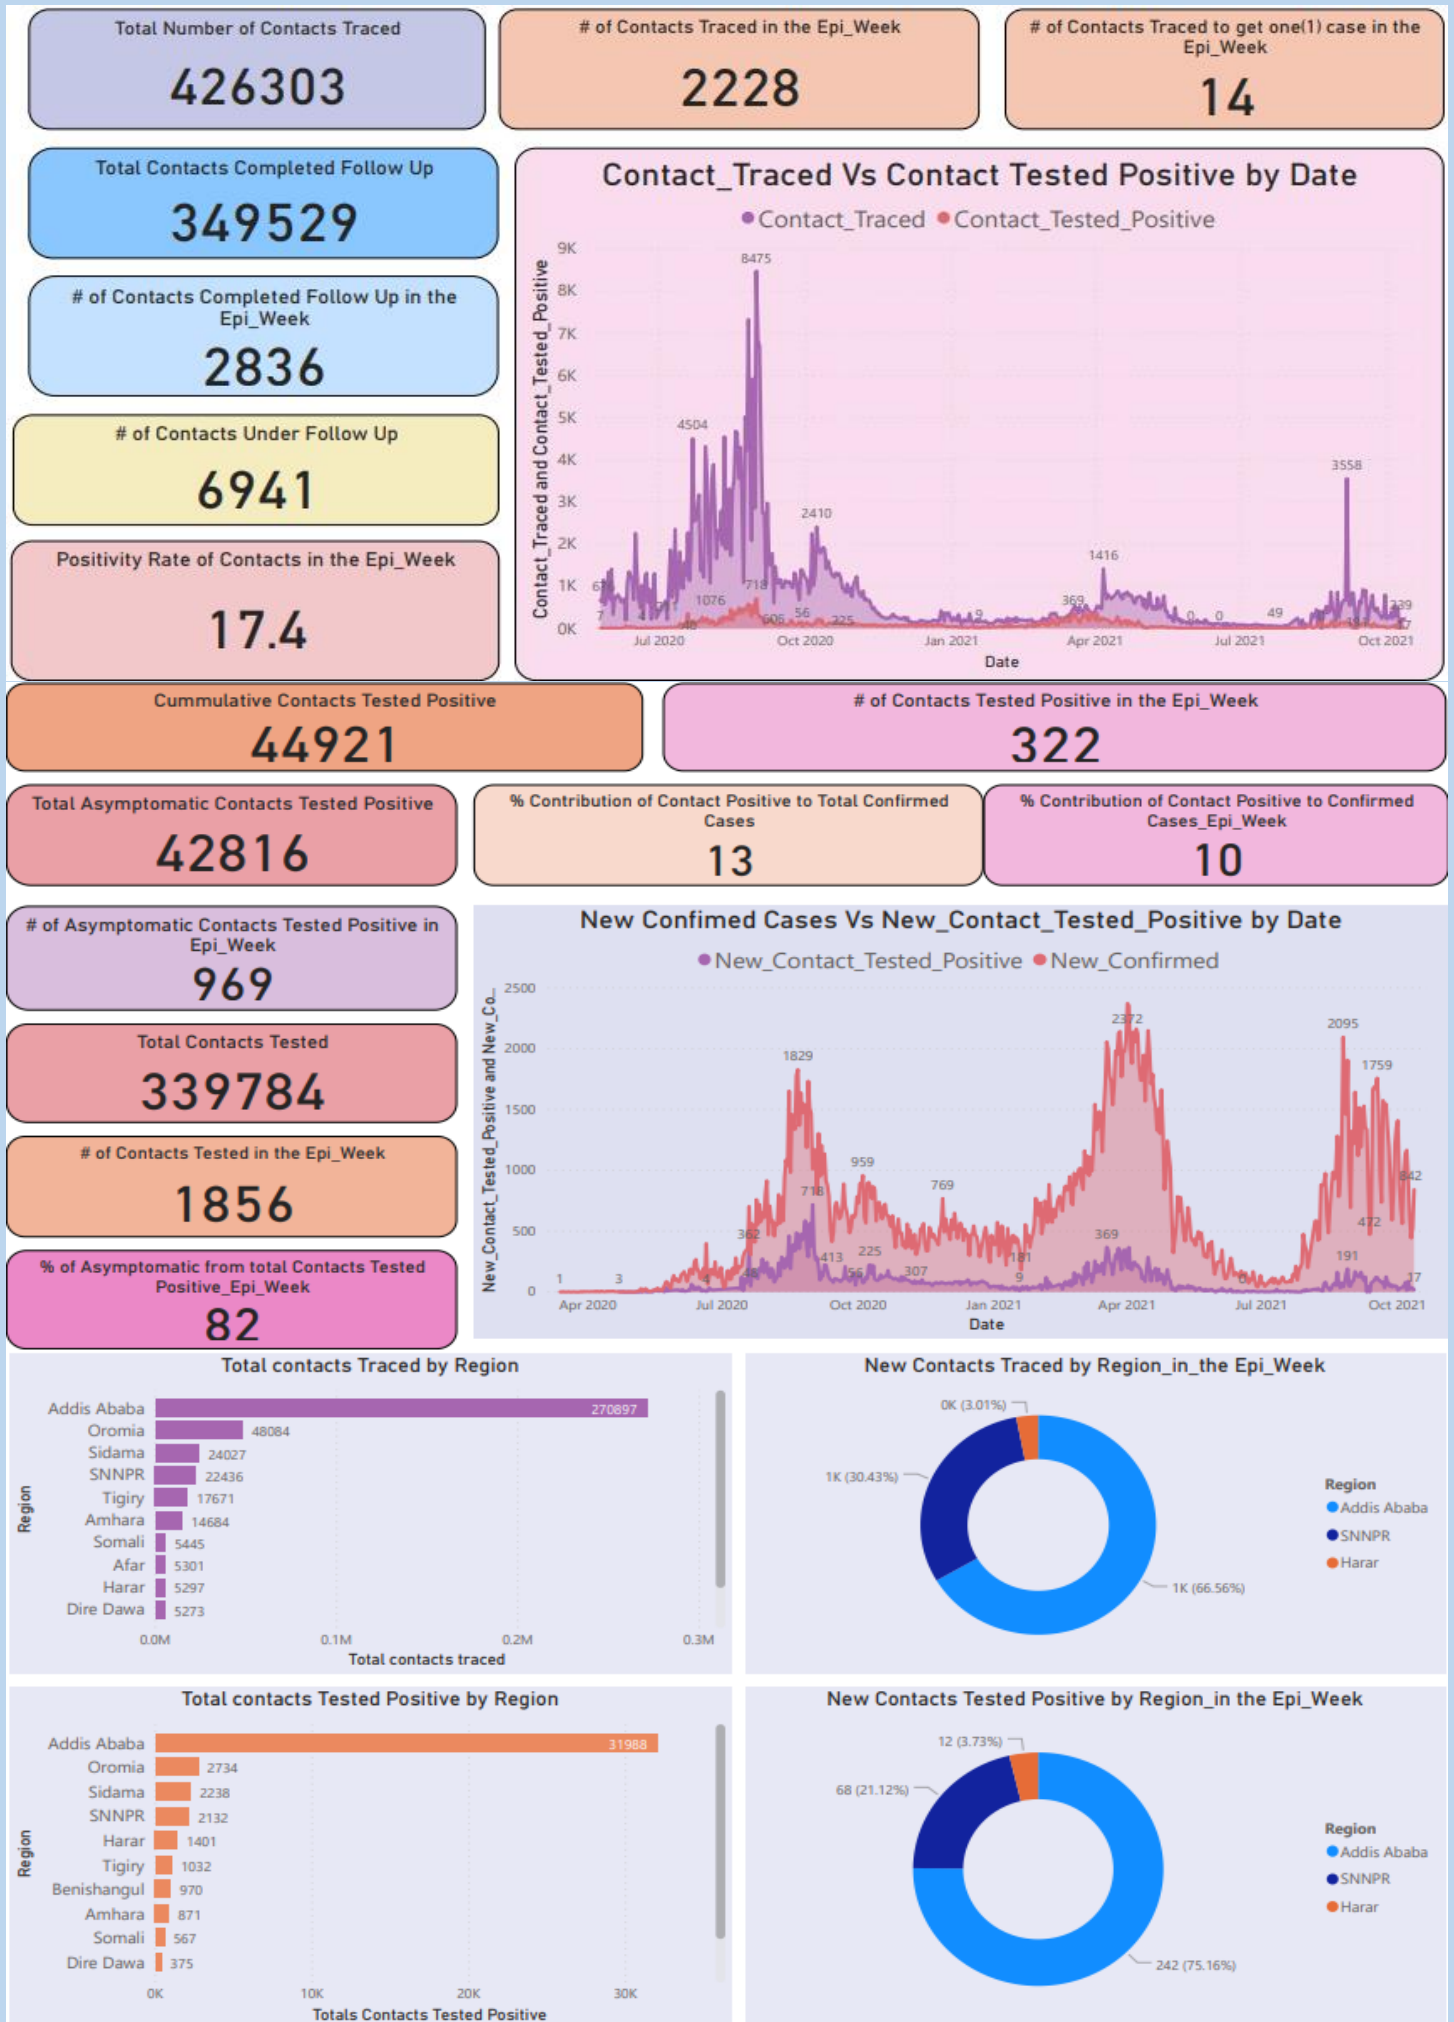 Total Number of Contacts Traced
426303
# of Contacts Traced in the Epi_Week
2228
# of Contacts Traced to get one(1) case in the
Epi_Week
14
Total Contacts Completed Follow Up
349529
# of Contacts Completed Follow Up in the
Epi_Week
2836
# of Contacts Under Follow Up
6941
Positivity Rate of Contacts in the Epi_Week
17.4
Contact_Traced Vs Contact Tested Positive by Date
Contact_Traced Contact_Tested_Positive
Contact_Traced and Contact_Tested_Positive
9K
8K
7K
6K
5K
4K
3K
2K
1K
0K
8475
4504
2410
1416
3558
7
1076
718
56
225
9
369
0
0
49
Jul 2020
Oct 2020
Jan 2021
Apr 2021
Jul 2021
Oct 2021
Date
Cummulative Contacts Tested Positive
44921
# of Contacts Tested Positive in the Epi_Week
322
Total Asymptomatic Contacts Tested Positive
42816
% Contribution of Contact Positive to Total Confirmed
Cases
13
% Contribution of Contact Positive to Confirmed
Cases_Epi_Week
10
# of Asymptomatic Contacts Tested Positive in
Epi_Week
969
Total Contacts Tested
339784
# of Contacts Tested in the Epi_Week
1856
% of Asymptomatic from total Contacts Tested
Positive_Epi_Week
82
New Confimed Cases Vs New_Contact_Tested_Positive by Date
New_Contact_Tested_Positive New_Confirmed
New_Contact_Tested_Positive and New_Co...
2500
2000
1500
1000
500
0
1
3
362
1829
718
413
959
225
307
769
181
9
2372
369
2095
191
1759
472
842
17
Apr 2020
Jul 2020
Oct 2020
Jan 2021
Apr 2021
Jul 2021
Oct 2021
Date
Total contacts Traced by Region
Region
Addis Ababa 270897
Oromia 48084
Sidama 24027
SNNPR 22436
Tigiry 17671
Amhara 14684
Somali 5445
Afar 5301
Harar 5297
Dire Dawa 5273
0.0M 0.1M 0.2M 0.3M
Total contacts traced
New Contacts Traced by Region_in_the Epi_Week
0K (3.01%)
1K (30.43%)
1K (66.56%)
Region
Addis Ababa
SNNPR
Harar
Total contacts Tested Positive by Region
Region
Addis Ababa 31988
Oromia 2734
Sidama 2238
SNNPR 2132
Harar 1401
Tigiry 1032
Benishangul 970
Amhara 871
Somali 567
Dire Dawa 375
0K 10K 20K 30K
Totals Contacts Tested Positive
New Contacts Tested Positive by Region_in the Epi_Week
12 (3.73%)
68 (21.12%)
242 (75.16%)
Region
Addis Ababa
SNNPR
Harar